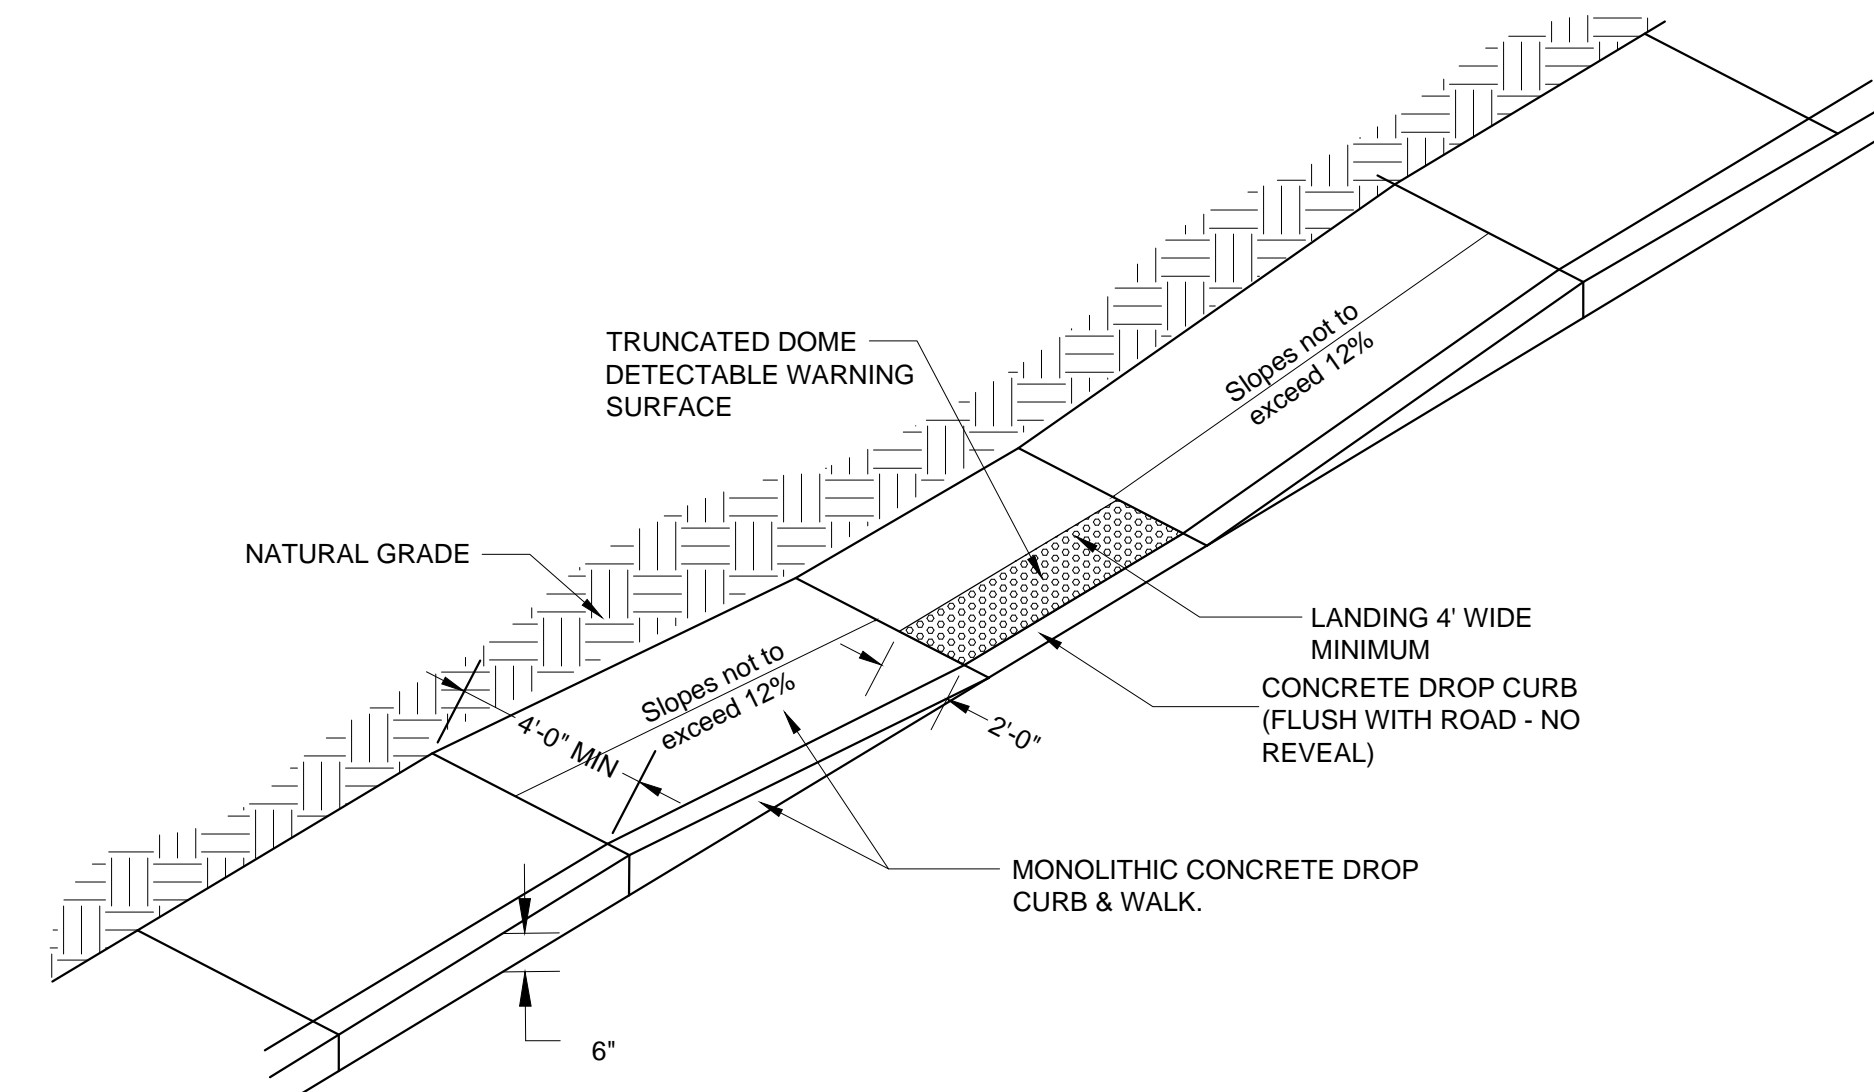 Slopes not to
exceed 12%
TRUNCATED DOME
DETECTABLE WARNING
SURFACE
NATURAL GRADE
LANDING 4' WIDE
MINIMUM
Slopes not to
exceed 12%
4'-0" MIN
CONCRETE DROP CURB
(FLUSH WITH ROAD - NO
REVEAL)
2'-0"
MONOLITHIC CONCRETE DROP
CURB & WALK.
6"